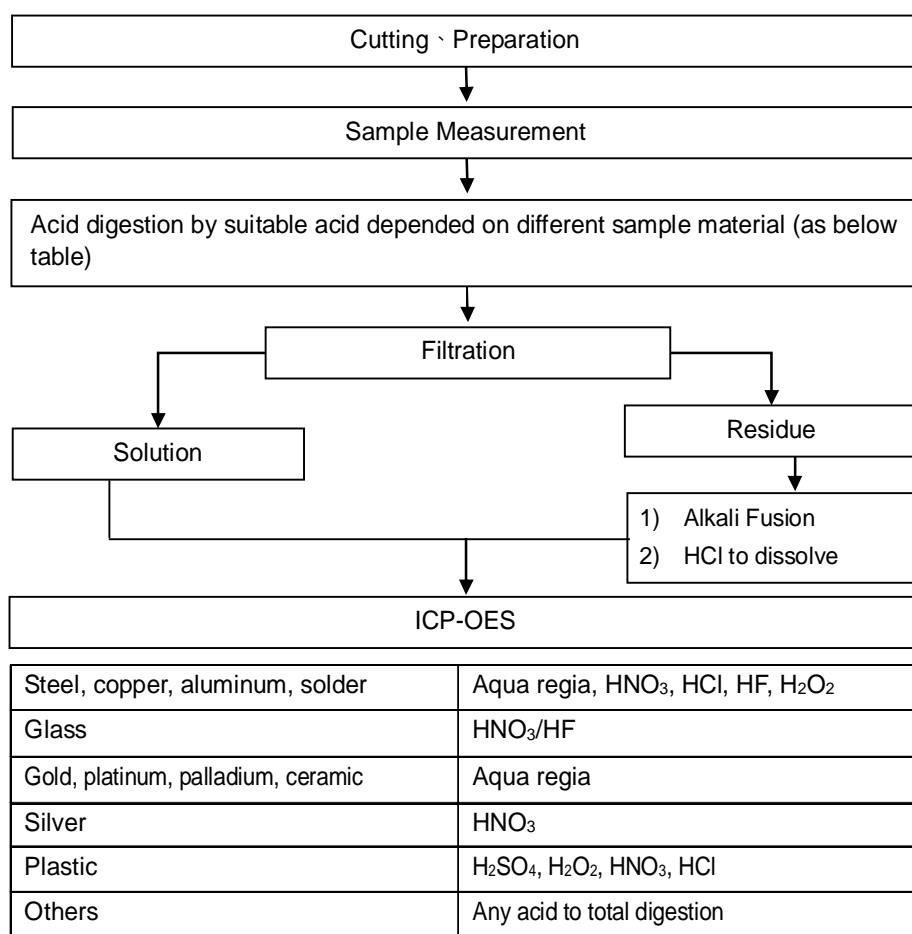 Cutting、Preparation
Sample Measurement
Acid digestion by suitable acid depended on different sample material (as below
table)
Filtration
Solution
Residue
1) Alkali Fusion
2) HCl to dissolve
ICP-OES
Steel, copper, aluminum, solder Aqua regia, HNO₃, HCl, HF, H₂O₂
Glass HNO₃/HF
Gold, platinum, palladium, ceramic Aqua regia
Silver HNO₃
Plastic H₂SO₄, H₂O₂, HNO₃, HCl
Others Any acid to total digestion